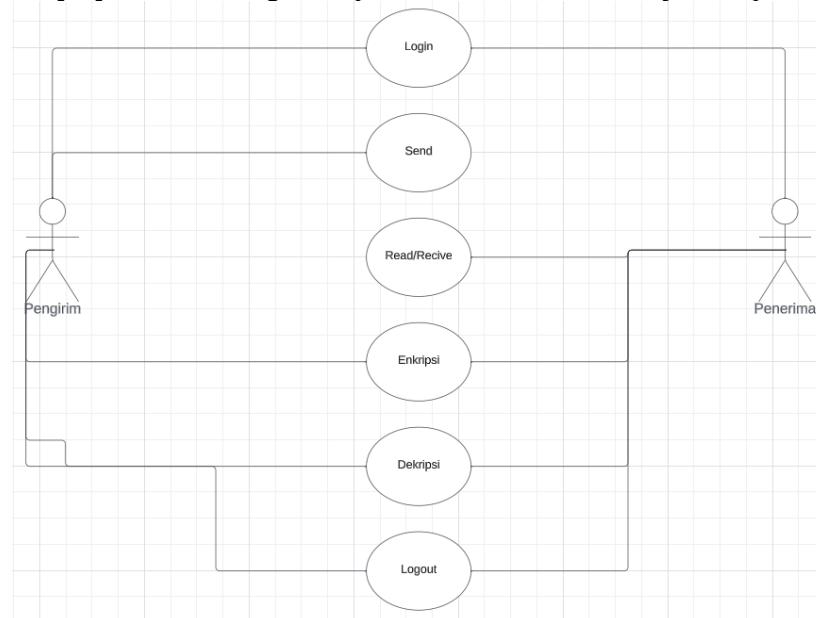 Login
Send
Read/Recive
Pengirim
Penerima
Enkripsi
Dekripsi
Logout